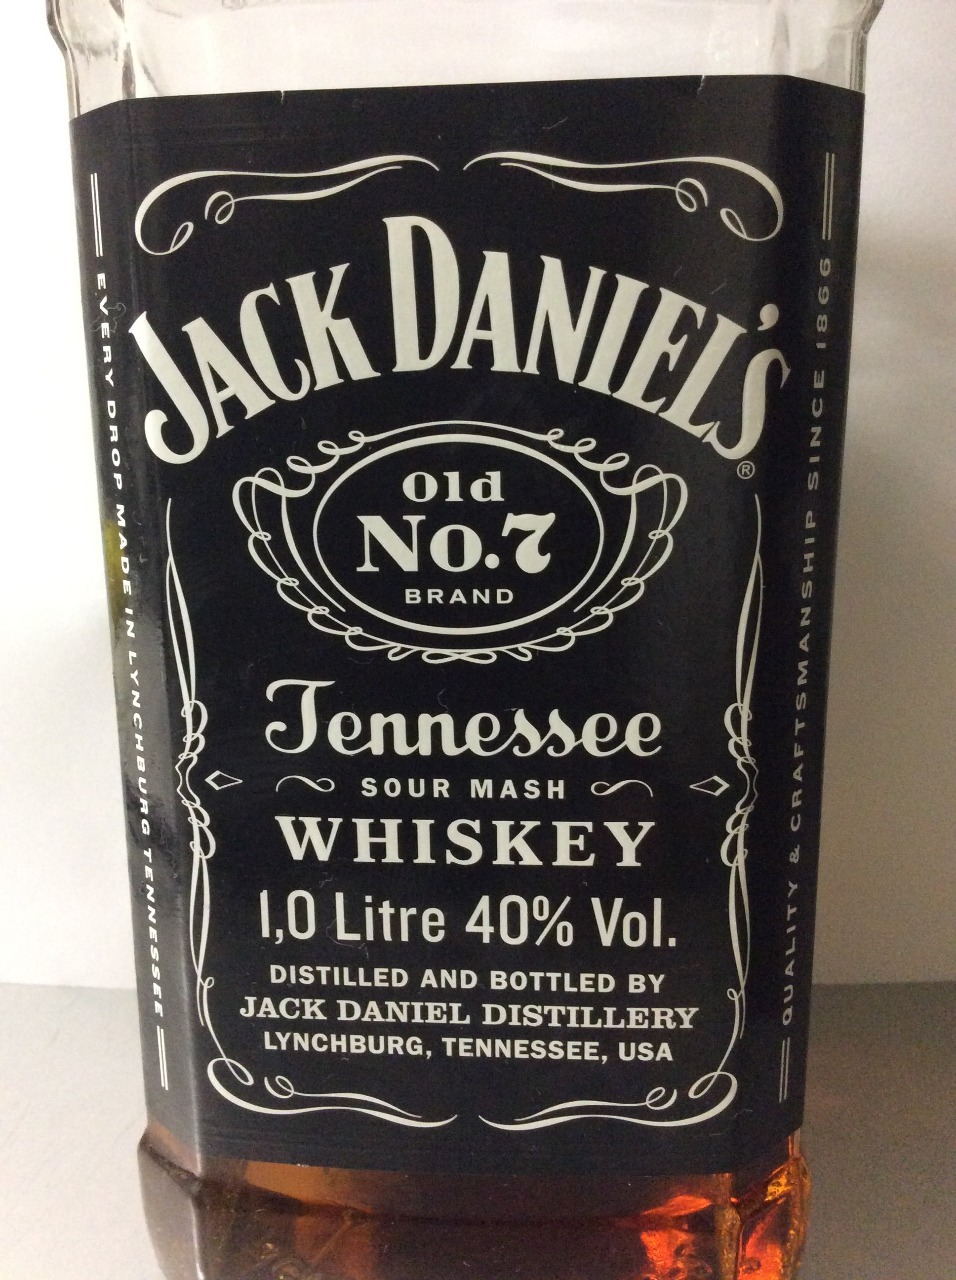 JACK DANIEL'S
®
Old
No.7
BRAND
Tennessee
SOUR MASH
WHISKEY
1,0 Litre 40% Vol.
DISTILLED AND BOTTLED BY
JACK DANIEL DISTILLERY
LYNCHBURG, TENNESSEE, USA
EVERY DROP MADE IN LYNCHBURG TENNESSEE
QUALITY & CRAFTSMANSHIP SINCE 1866